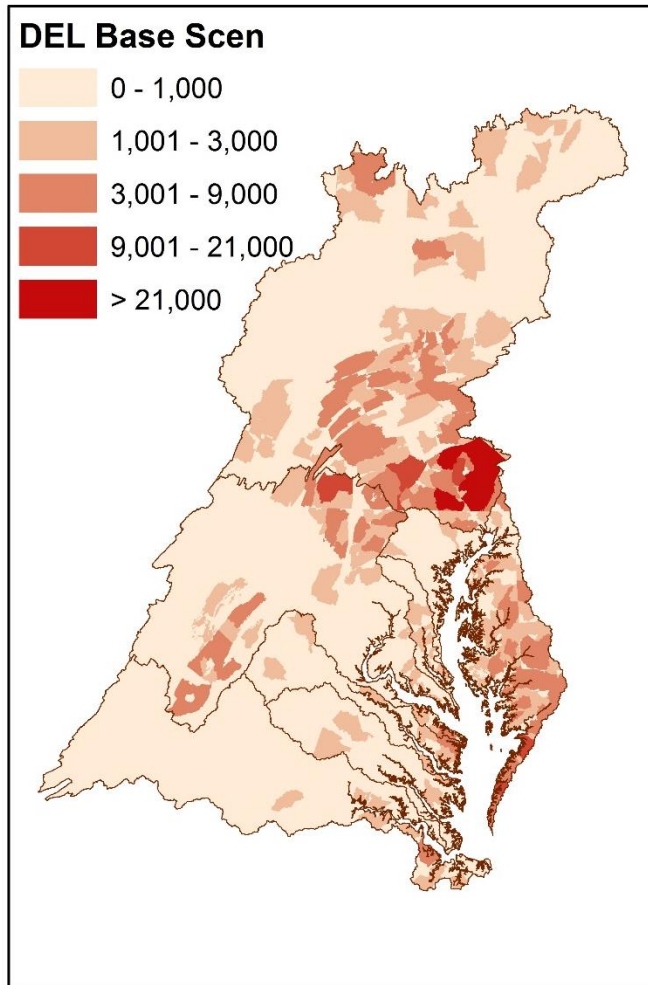 DEL Base Scen
0 - 1,000
1,001 - 3,000
3,001 - 9,000
9,001 - 21,000
> 21,000